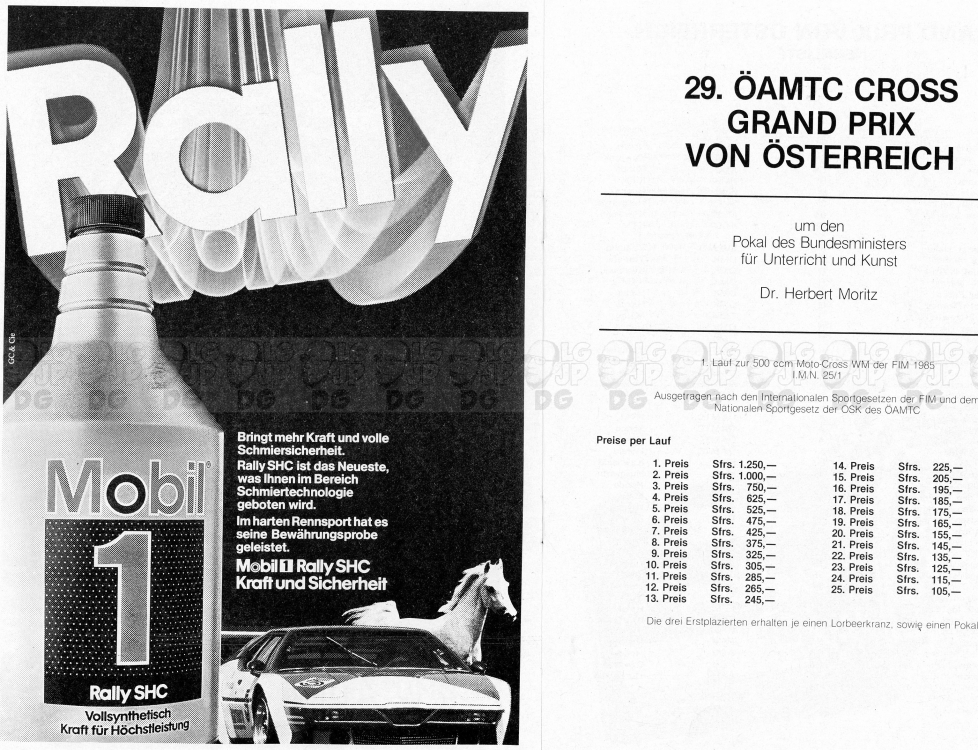 Rally
GC & Cie
Mobil®
1
Rally SHC
Vollsynthetisch
Kraft für Höchstleistung
Bringt mehr Kraft und volle
Schmiersicherheit.
Rally SHC ist das Neueste,
was Ihnen im Bereich
Schmiertechnologie
geboten wird.
Im harten Rennsport hat es
seine Bewährungsprobe
geleistet.
Mobil 1 Rally SHC
Kraft und Sicherheit
29. ÖAMTC CROSS
GRAND PRIX
VON ÖSTERREICH
um den
Pokal des Bundesministers
für Unterricht und Kunst
Dr. Herbert Moritz
1. Lauf zur 500 ccm Moto-Cross WM der FIM 1985
I.M.N. 25/1
Ausgetragen nach den Internationalen Sportgesetzen der FIM und dem
Nationalen Sportgesetz der OSK des ÖAMTC
Preise per Lauf
1. Preis Sfrs. 1.250,—
2. Preis Sfrs. 1.000,—
3. Preis Sfrs. 750,—
4. Preis Sfrs. 625,—
5. Preis Sfrs. 525,—
6. Preis Sfrs. 475,—
7. Preis Sfrs. 425,—
8. Preis Sfrs. 375,—
9. Preis Sfrs. 325,—
10. Preis Sfrs. 305,—
11. Preis Sfrs. 285,—
12. Preis Sfrs. 265,—
13. Preis Sfrs. 245,—
14. Preis Sfrs. 225,—
15. Preis Sfrs. 205,—
16. Preis Sfrs. 195,—
17. Preis Sfrs. 185,—
18. Preis Sfrs. 175,—
19. Preis Sfrs. 165,—
20. Preis Sfrs. 155,—
21. Preis Sfrs. 145,—
22. Preis Sfrs. 135,—
23. Preis Sfrs. 125,—
24. Preis Sfrs. 115,—
25. Preis Sfrs. 105,—
Die drei Erstplazierten erhalten je einen Lorbeerkranz, sowie einen Pokal